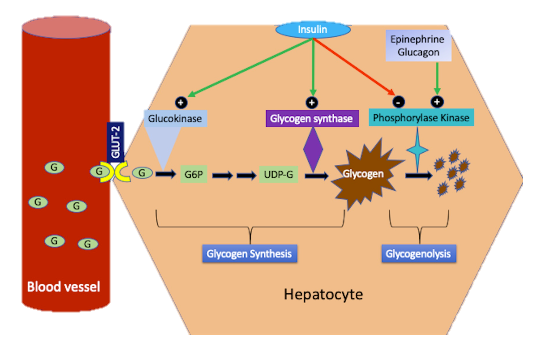 Insulin
Epinephrine
Glucagon
+
+
-
+
Glucokinase
Glycogen synthase
Phosphorylase Kinase
GLUT-2
G
G
G
G6P
UDP-G
Glycogen
G
G
G
G
Glycogen Synthesis
Glycogenolysis
Blood vessel
Hepatocyte